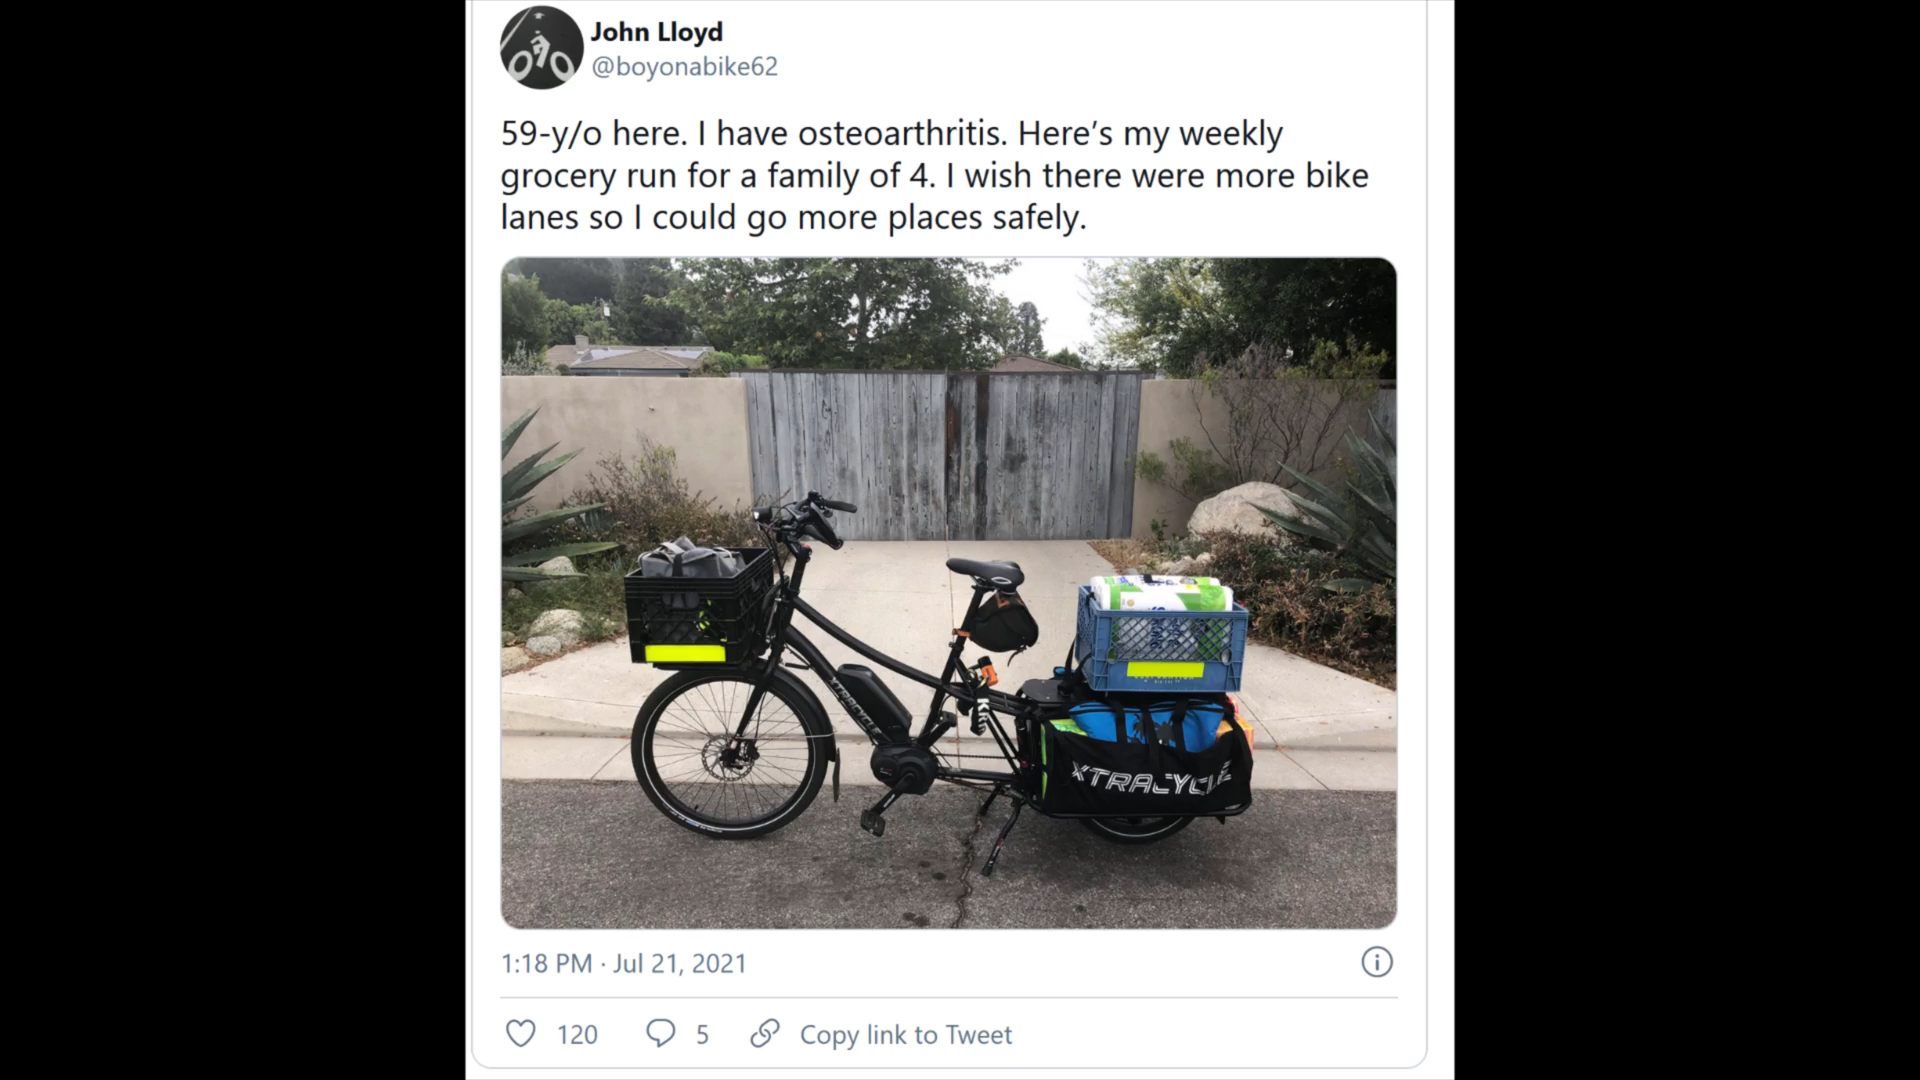 John Lloyd
@boyonabike62
59-y/o here. I have osteoarthritis. Here’s my weekly
grocery run for a family of 4. I wish there were more bike
lanes so I could go more places safely.
XTRACYCLE
KR
XTRACYCLE
1:18 PM · Jul 21, 2021
120 5 Copy link to Tweet